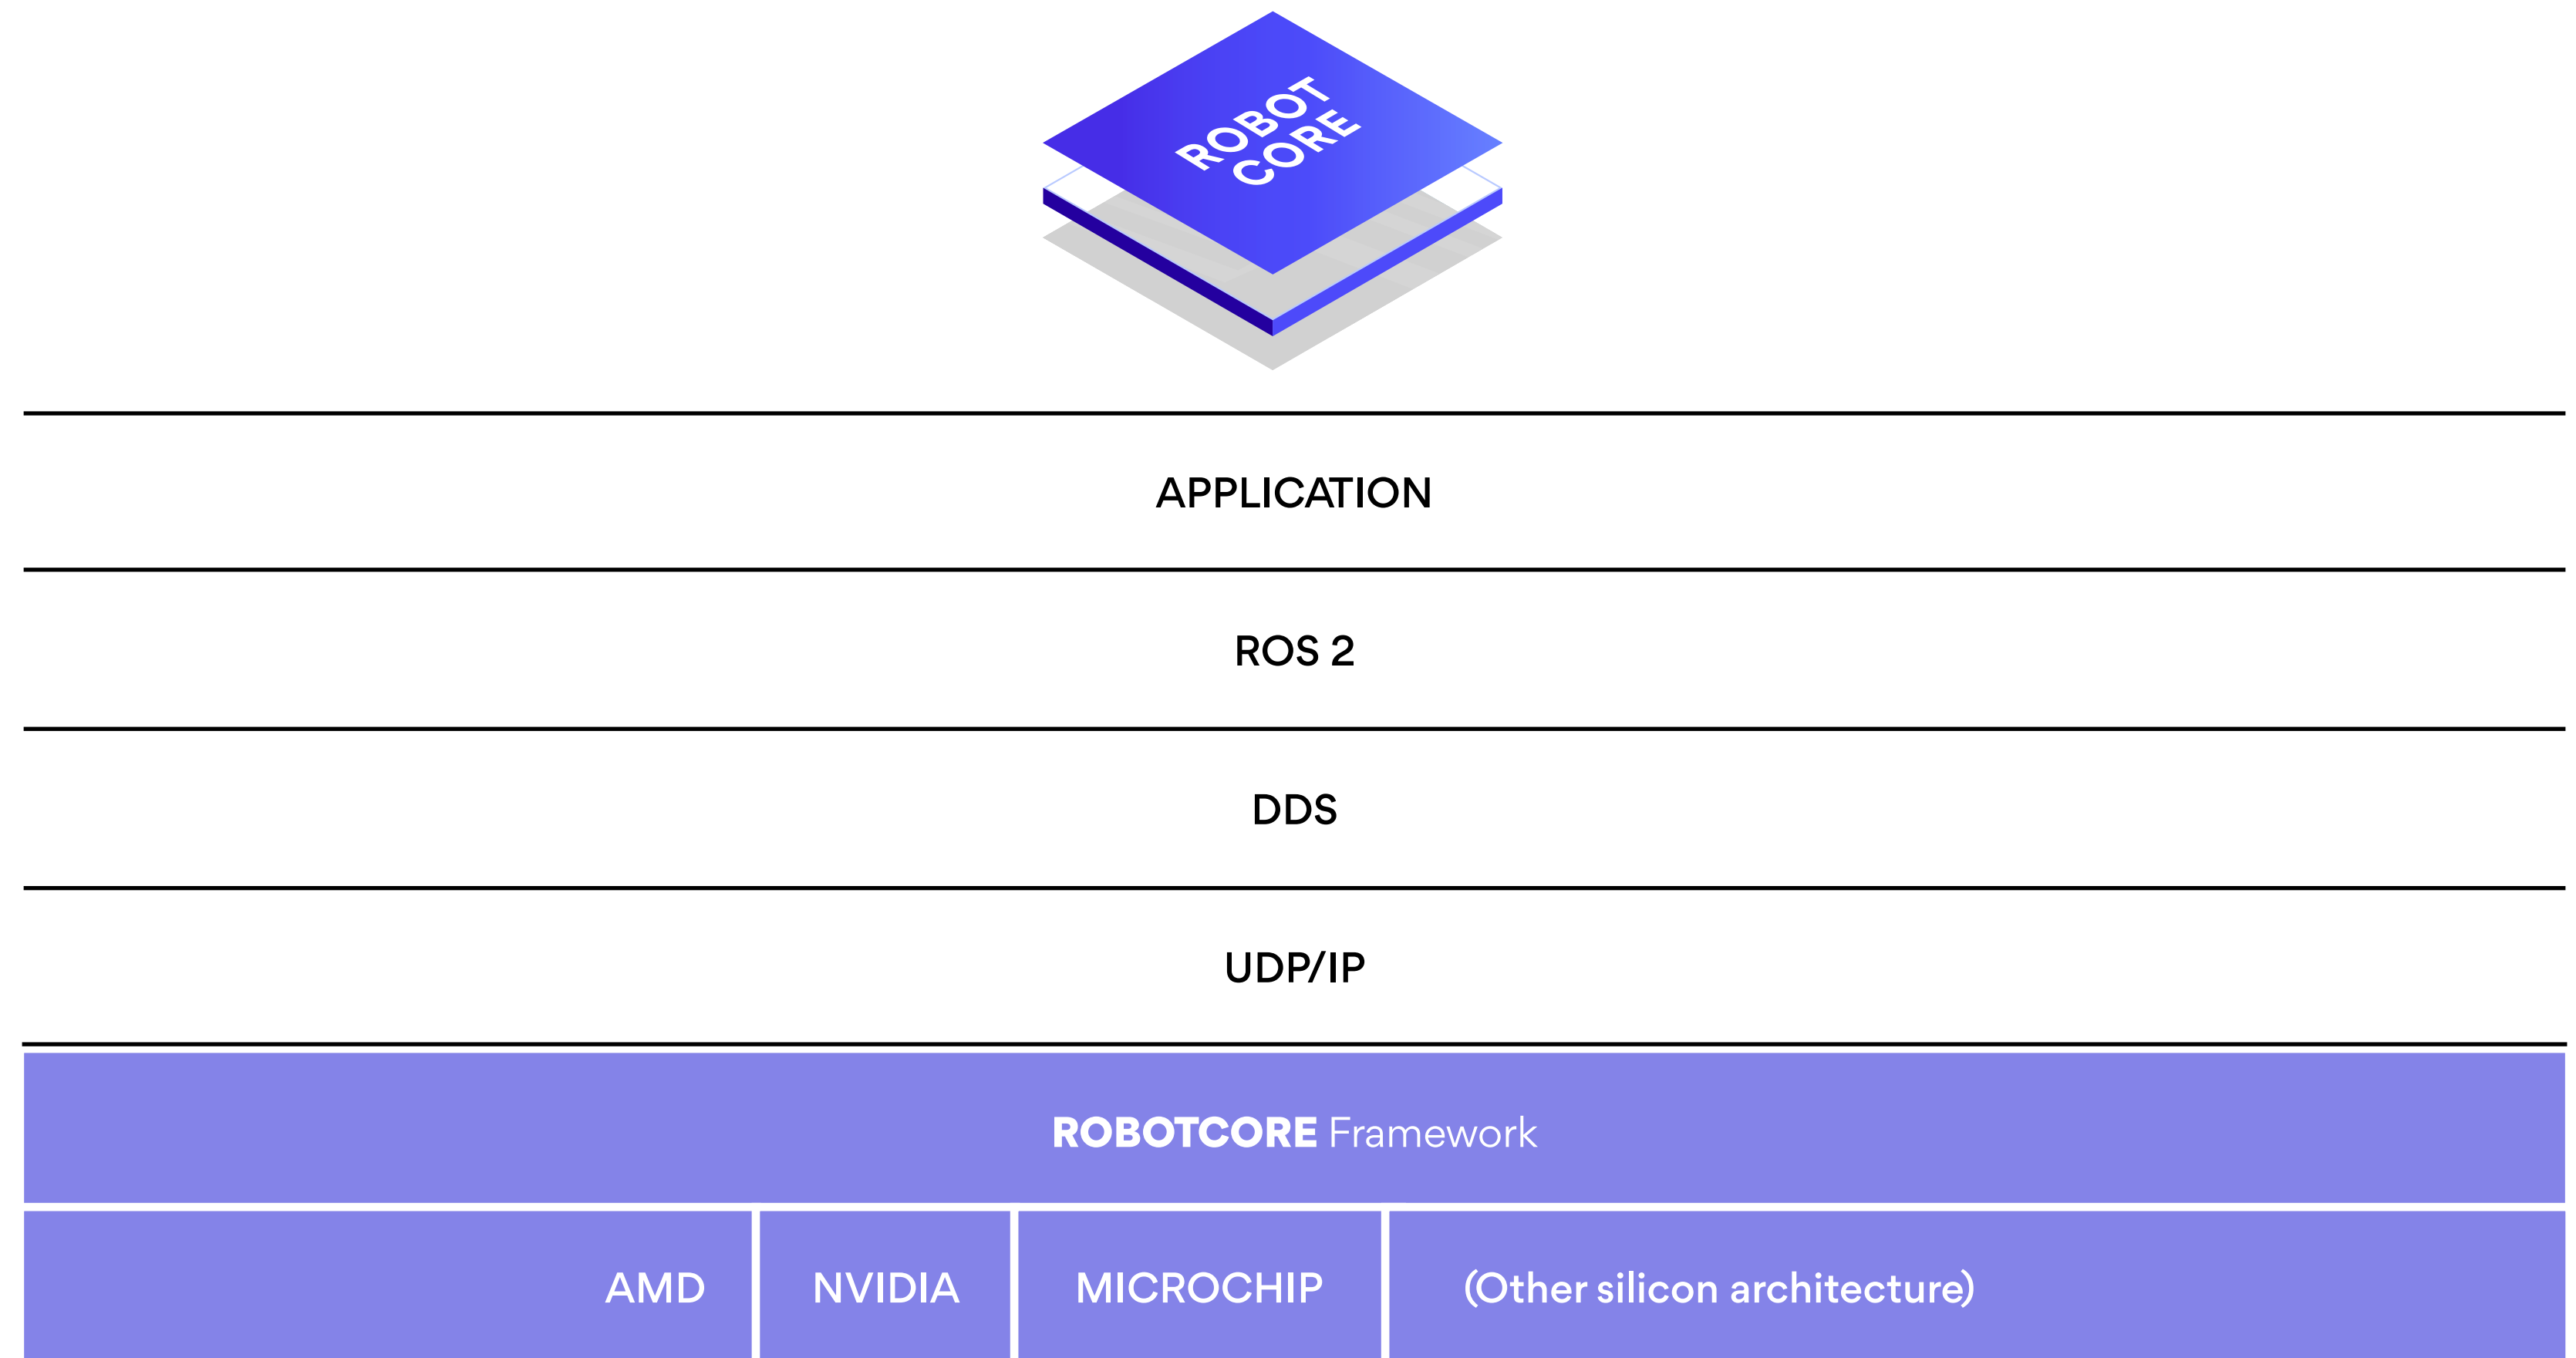 ROBOT
CORE
APPLICATION
ROS 2
DDS
UDP/IP
ROBOTCORE Framework
AMD
NVIDIA
MICROCHIP
(Other silicon architecture)